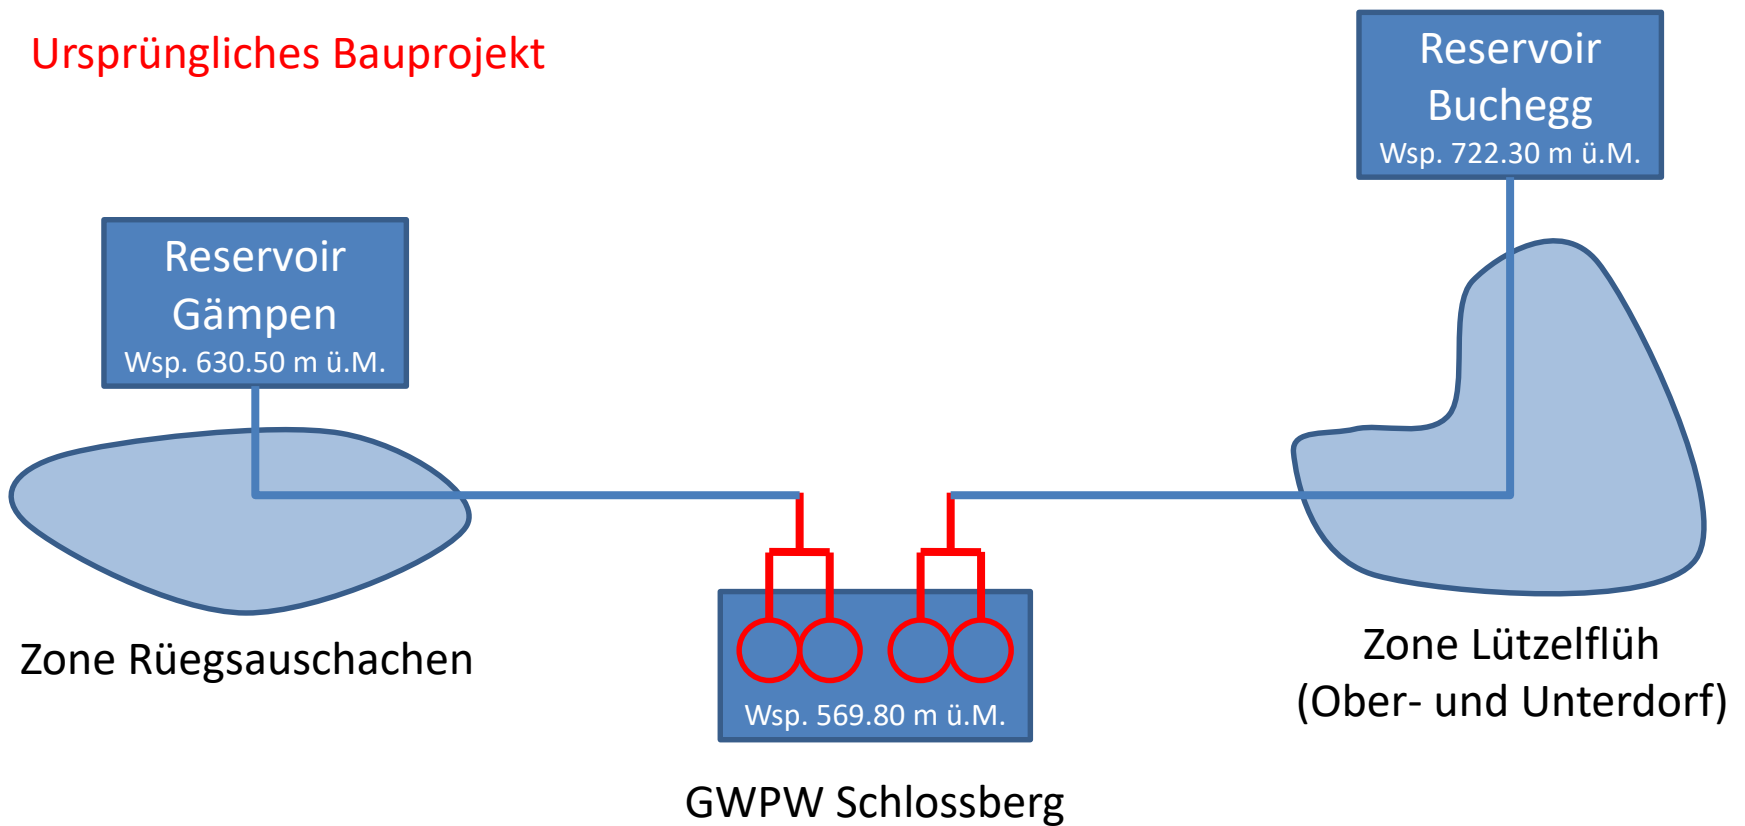 Ursprüngliches Bauprojekt
Reservoir
Buchegg
Wsp. 722.30 m ü.M.
Reservoir
Gämpen
Wsp. 630.50 m ü.M.
Zone Rüegsauschachen
Wsp. 569.80 m ü.M.
GWPW Schlossberg
Zone Lützelflüh
(Ober- und Unterdorf)